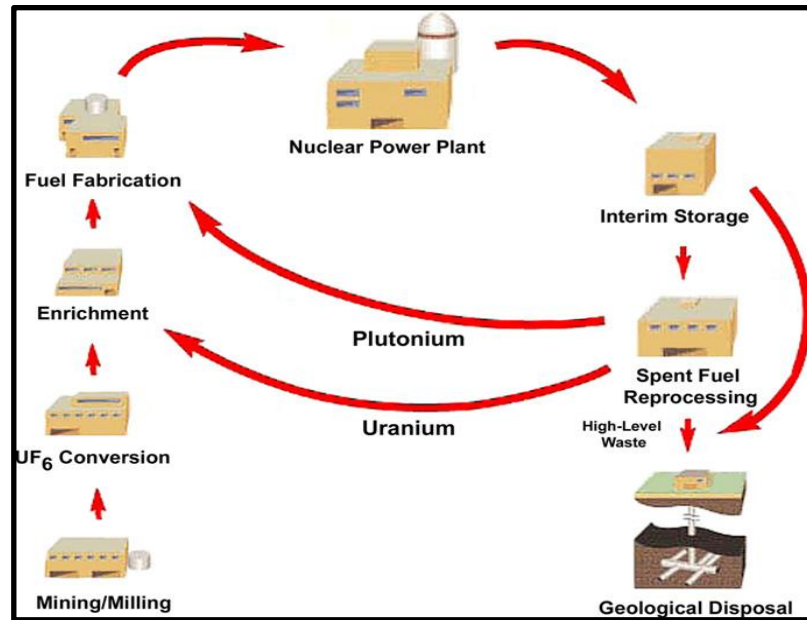 Nuclear Power Plant
Fuel Fabrication
Interim Storage
Enrichment
Plutonium
Spent Fuel
Reprocessing
Uranium
High-Level
Waste
UF6 Conversion
Mining/Milling
Geological Disposal